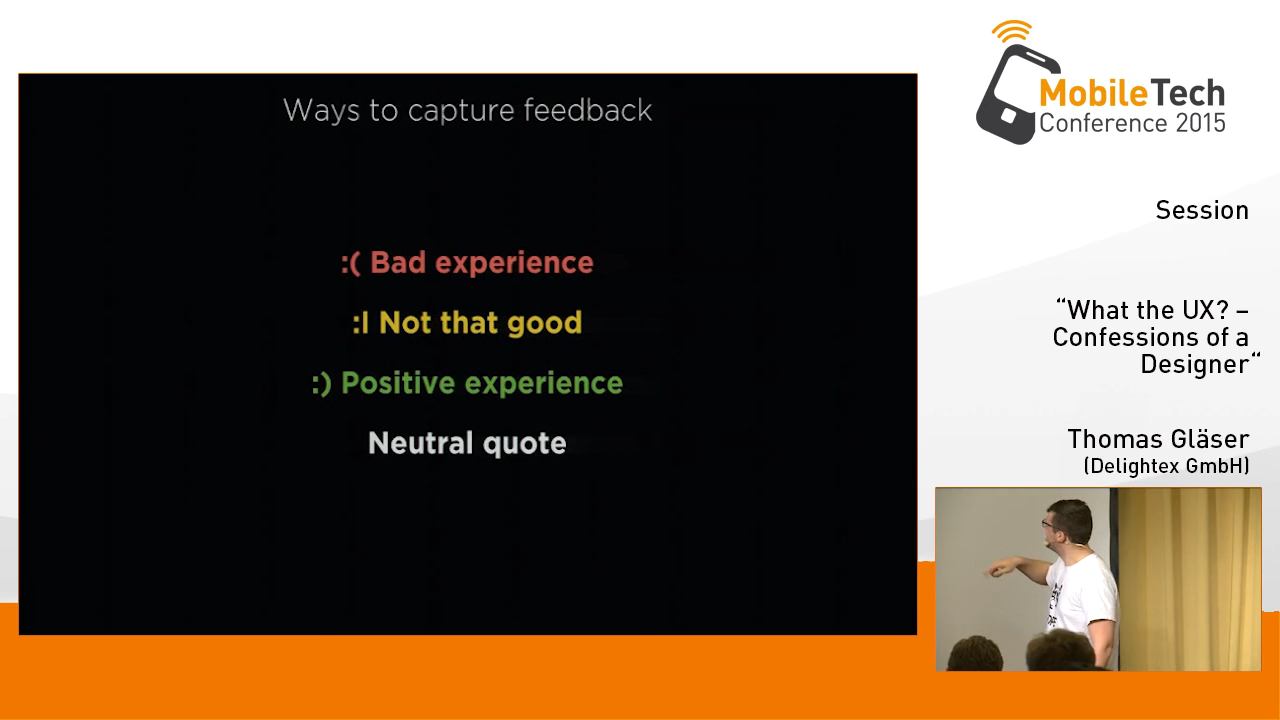 Ways to capture feedback
:( Bad experience
:| Not that good
:) Positive experience
Neutral quote
MobileTech
Conference 2015
Session
“What the UX? –
Confessions of a
Designer“
Thomas Gläser
(Delightex GmbH)